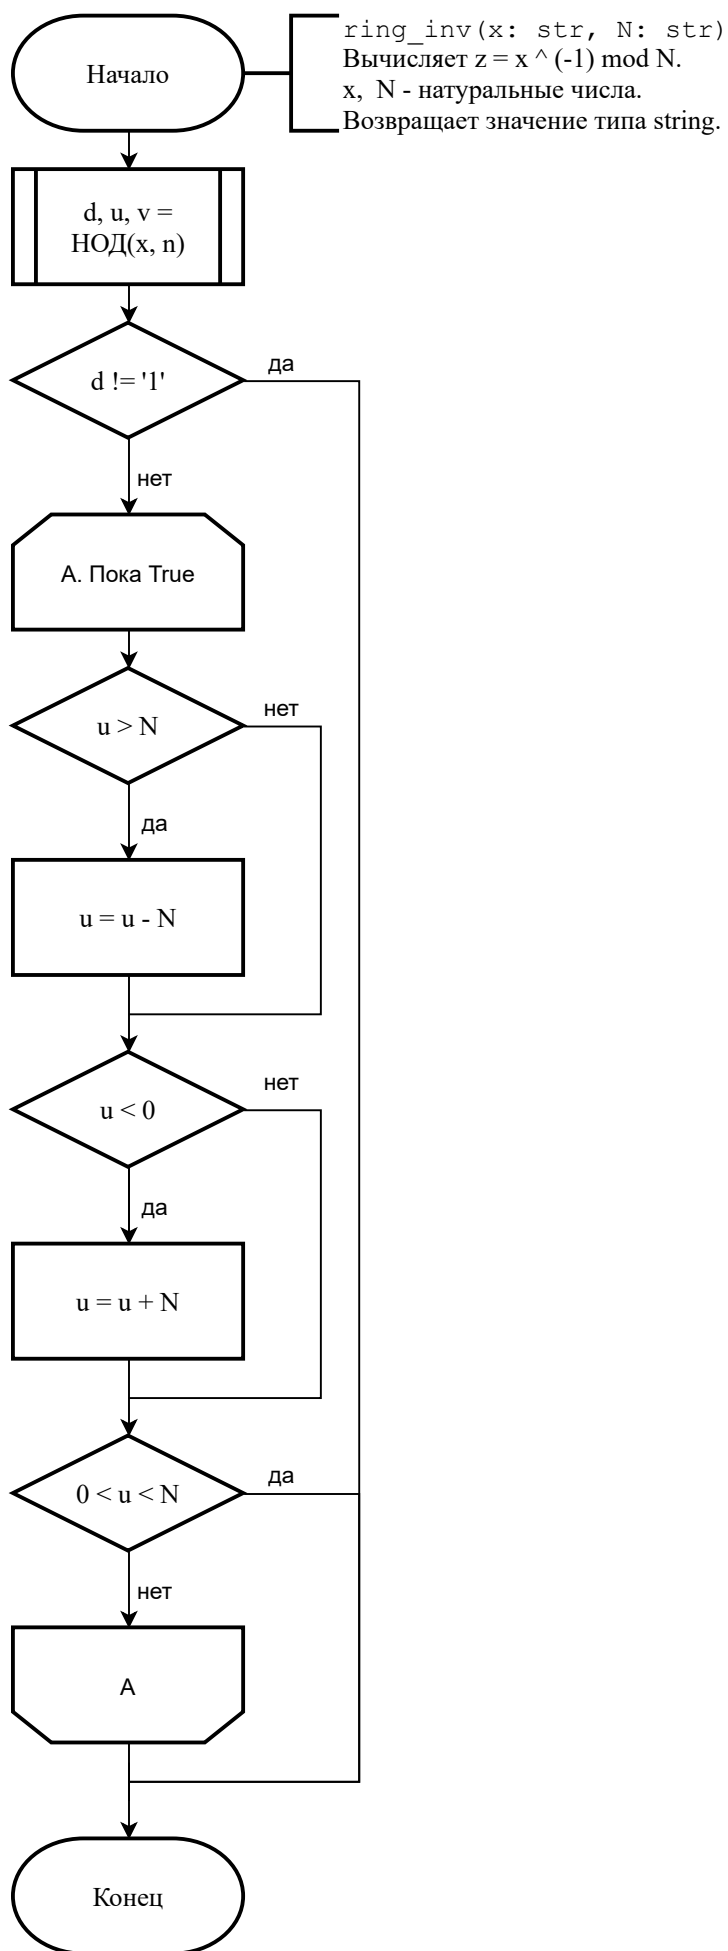 Начало
ring_inv(x: str, N: str)
Вычисляет z = x ^ (-1) mod N.
x, N - натуральные числа.
Возвращает значение типа string.
d, u, v =
НОД(x, n)
d != '1'
да
нет
А. Пока True
u > N
нет
да
u = u - N
u < 0
нет
да
u = u + N
0 < u < N
да
нет
А
Конец